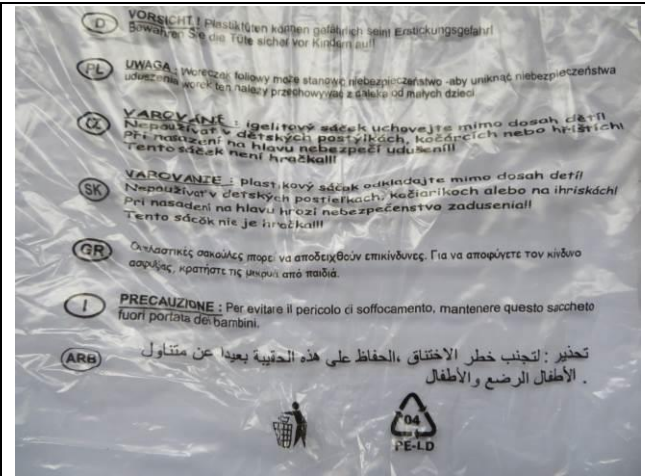 D VORSICHT ! Plastiktüten können gefährlich sein! Erstickungsgefahr!
Bewahren Sie die Tüte sicher vor Kindern auf!
PL UWAGA : Woreczek foliowy może stanowić niebezpieczeństwo -aby uniknąć niebezpieczeństwa
uduszenia worek ten należy przechowywać z daleka od małych dzieci
CZ VAROVÁNÍ : igelitový sáček uchovejte mimo dosah dětí!
Nepoužívat v dětských postýlkách, kočárcích nebo hřištích!
Při nasazení na hlavu nebezpečí udušení!!
Tento sáček není hračka!!!
SK VAROVANIE : plastikový sáčok odkladajte mimo dosah detí!
Nepoužívať v detských postieľkach, kačiarikoch alebo na ihriskách!
Pri nasadení na hlavu hrozí nebezpečenstvo zadusenia!!
Tento sáčok nie je hračka!!!
GR Οι πλαστικές σακούλες μπορεί να αποδειχθούν επικίνδυνες. Για να αποφύγετε τον κίνδυνο
ασφυξίας, κρατήστε τις μικρυά από παιδιά.
I PRECAUZIONE : Per evitare il pericolo di soffocamento, mantenere questo saccheto
fuori portata dei bambini.
ARB تحذير : لتجنب خطر الاختناق ،الحفاظ على هذه الحقيبة بعيدا عن متناول
الأطفال الرضع والأطفال .
04
PE-LD